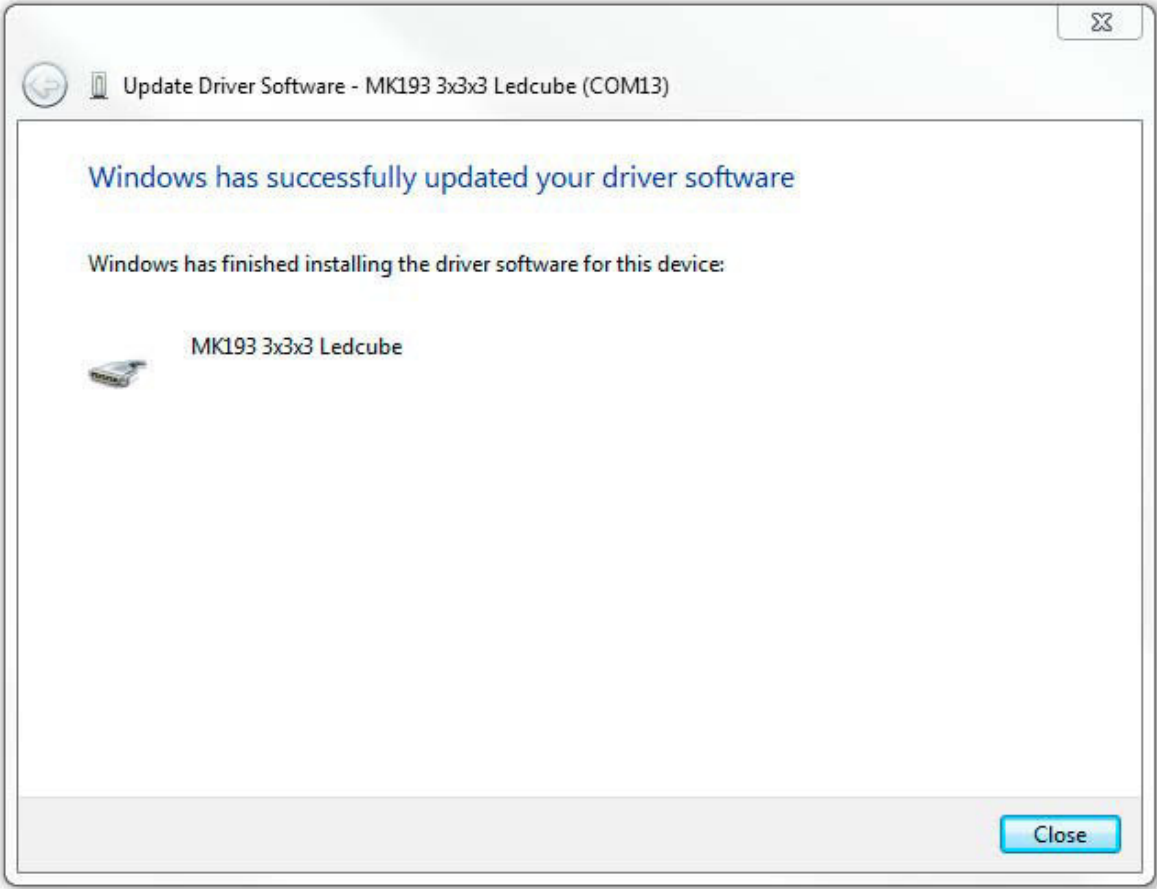 Update Driver Software - MK193 3x3x3 Ledcube (COM13)
Windows has successfully updated your driver software
Windows has finished installing the driver software for this device:
MK193 3x3x3 Ledcube
Close